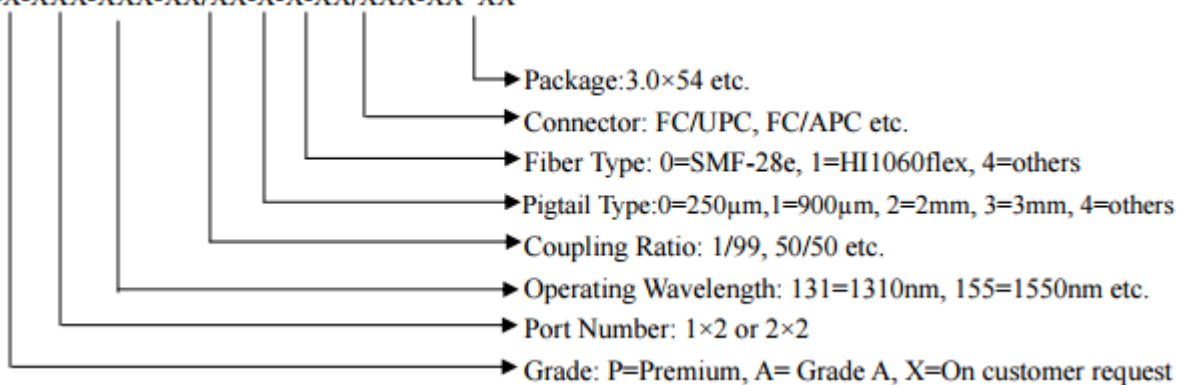 Package:3.0×54 etc.
Connector: FC/UPC, FC/APC etc.
Fiber Type: 0=SMF-28e, 1=HI1060flex, 4=others
Pigtail Type:0=250μm,1=900μm, 2=2mm, 3=3mm, 4=others
Coupling Ratio: 1/99, 50/50 etc.
Operating Wavelength: 131=1310nm, 155=1550nm etc.
Port Number: 1×2 or 2×2
Grade: P=Premium, A= Grade A, X=On customer request